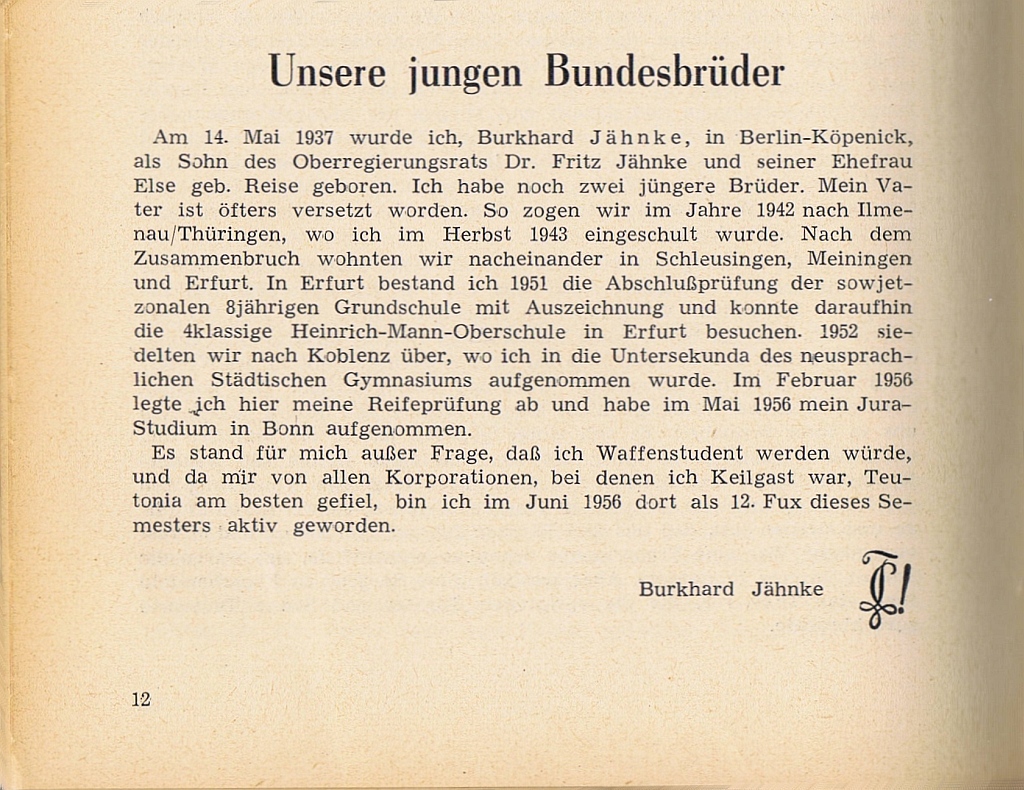 Unsere jungen Bundesbrüder
Am 14. Mai 1937 wurde ich, Burkhard Jähnke, in Berlin-Köpenick,
als Sohn des Oberregierungsrats Dr. Fritz Jähnke und seiner Ehefrau
Else geb. Reise geboren. Ich habe noch zwei jüngere Brüder. Mein Va-
ter ist öfters versetzt worden. So zogen wir im Jahre 1942 nach Ilme-
nau/Thüringen, wo ich im Herbst 1943 eingeschult wurde. Nach dem
Zusammenbruch wohnten wir nacheinander in Schleusingen, Meiningen
und Erfurt. In Erfurt bestand ich 1951 die Abschlußprüfung der sowjet-
zonalen 8jährigen Grundschule mit Auszeichnung und konnte daraufhin
die 4klassige Heinrich-Mann-Oberschule in Erfurt besuchen. 1952 sie-
delten wir nach Koblenz über, wo ich in die Untersekunda des neusprach-
lichen Städtischen Gymnasiums aufgenommen wurde. Im Februar 1956
legte ich hier meine Reifeprüfung ab und habe im Mai 1956 mein Jura-
Studium in Bonn aufgenommen.
Es stand für mich außer Frage, daß ich Waffenstudent werden würde,
und da mir von allen Korporationen, bei denen ich Keilgast war, Teu-
tonia am besten gefiel, bin ich im Juni 1956 dort als 12. Fux dieses Se-
mesters aktiv geworden.
Burkhard Jähnke
12